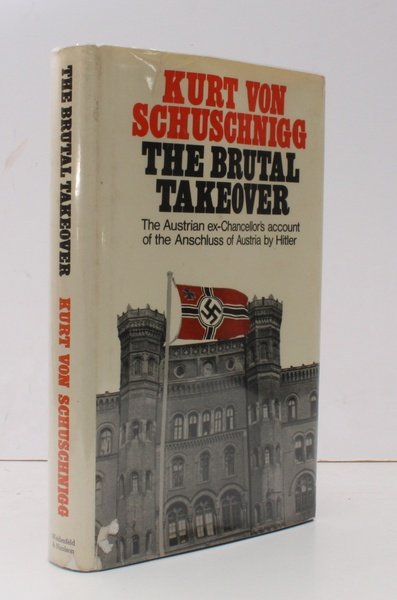 KURT VON
SCHUSCHNIGG
THE BRUTAL
TAKEOVER
The Austrian ex-Chancellor's account
of the Anschluss of Austria by Hitler
THE BRUTAL TAKEOVER
KURT VON SCHUSCHNIGG
Weidenfeld
& Nicolson